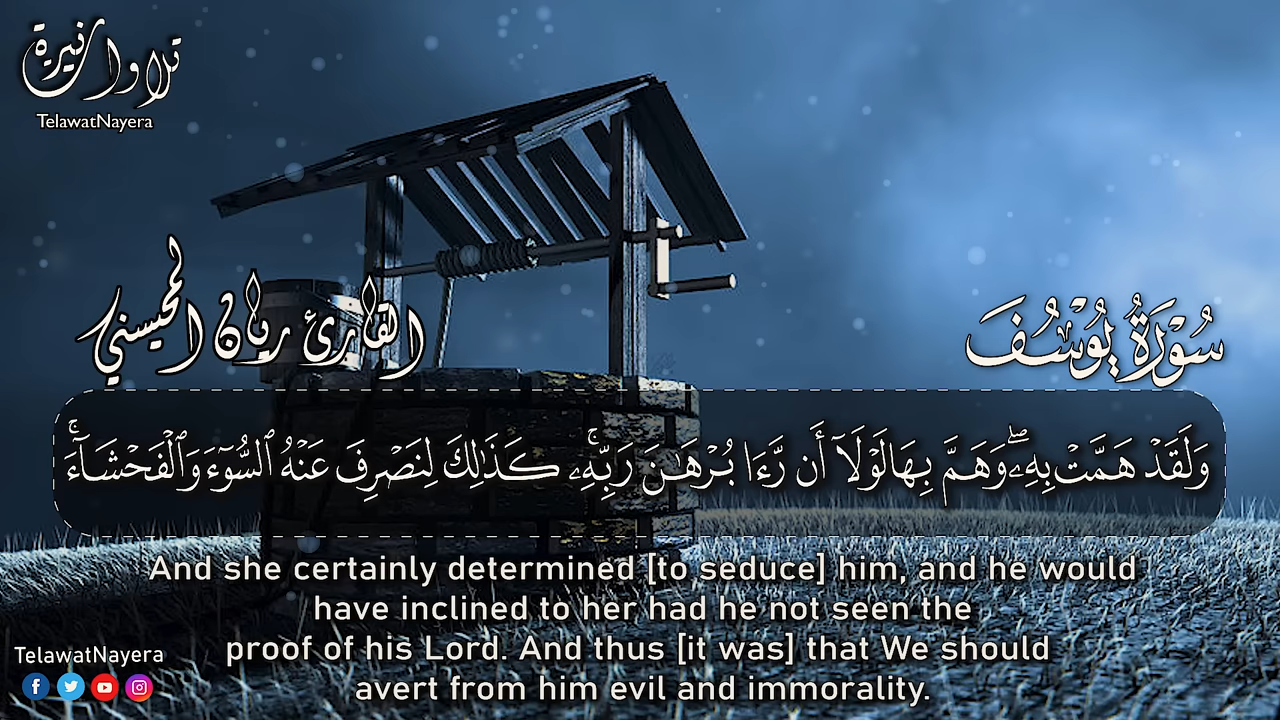 تلاوات نيرة
TelawatNayera
القارئ ريان المحيسني
سُورَةُ يُوسُفَ
وَلَقَدۡ هَمَّتۡ بِهِۦۖ وَهَمَّ بِهَا لَوۡلَآ أَن رَّءَا بُرۡهَٰنَ رَبِّهِۦۚ كَذَٰلِكَ لِنَصۡرِفَ عَنۡهُ ٱلسُّوٓءَ وَٱلۡفَحۡشَآءَۚ
And she certainly determined [to seduce] him, and he would
have inclined to her had he not seen the
proof of his Lord. And thus [it was] that We should
avert from him evil and immorality.
TelawatNayera